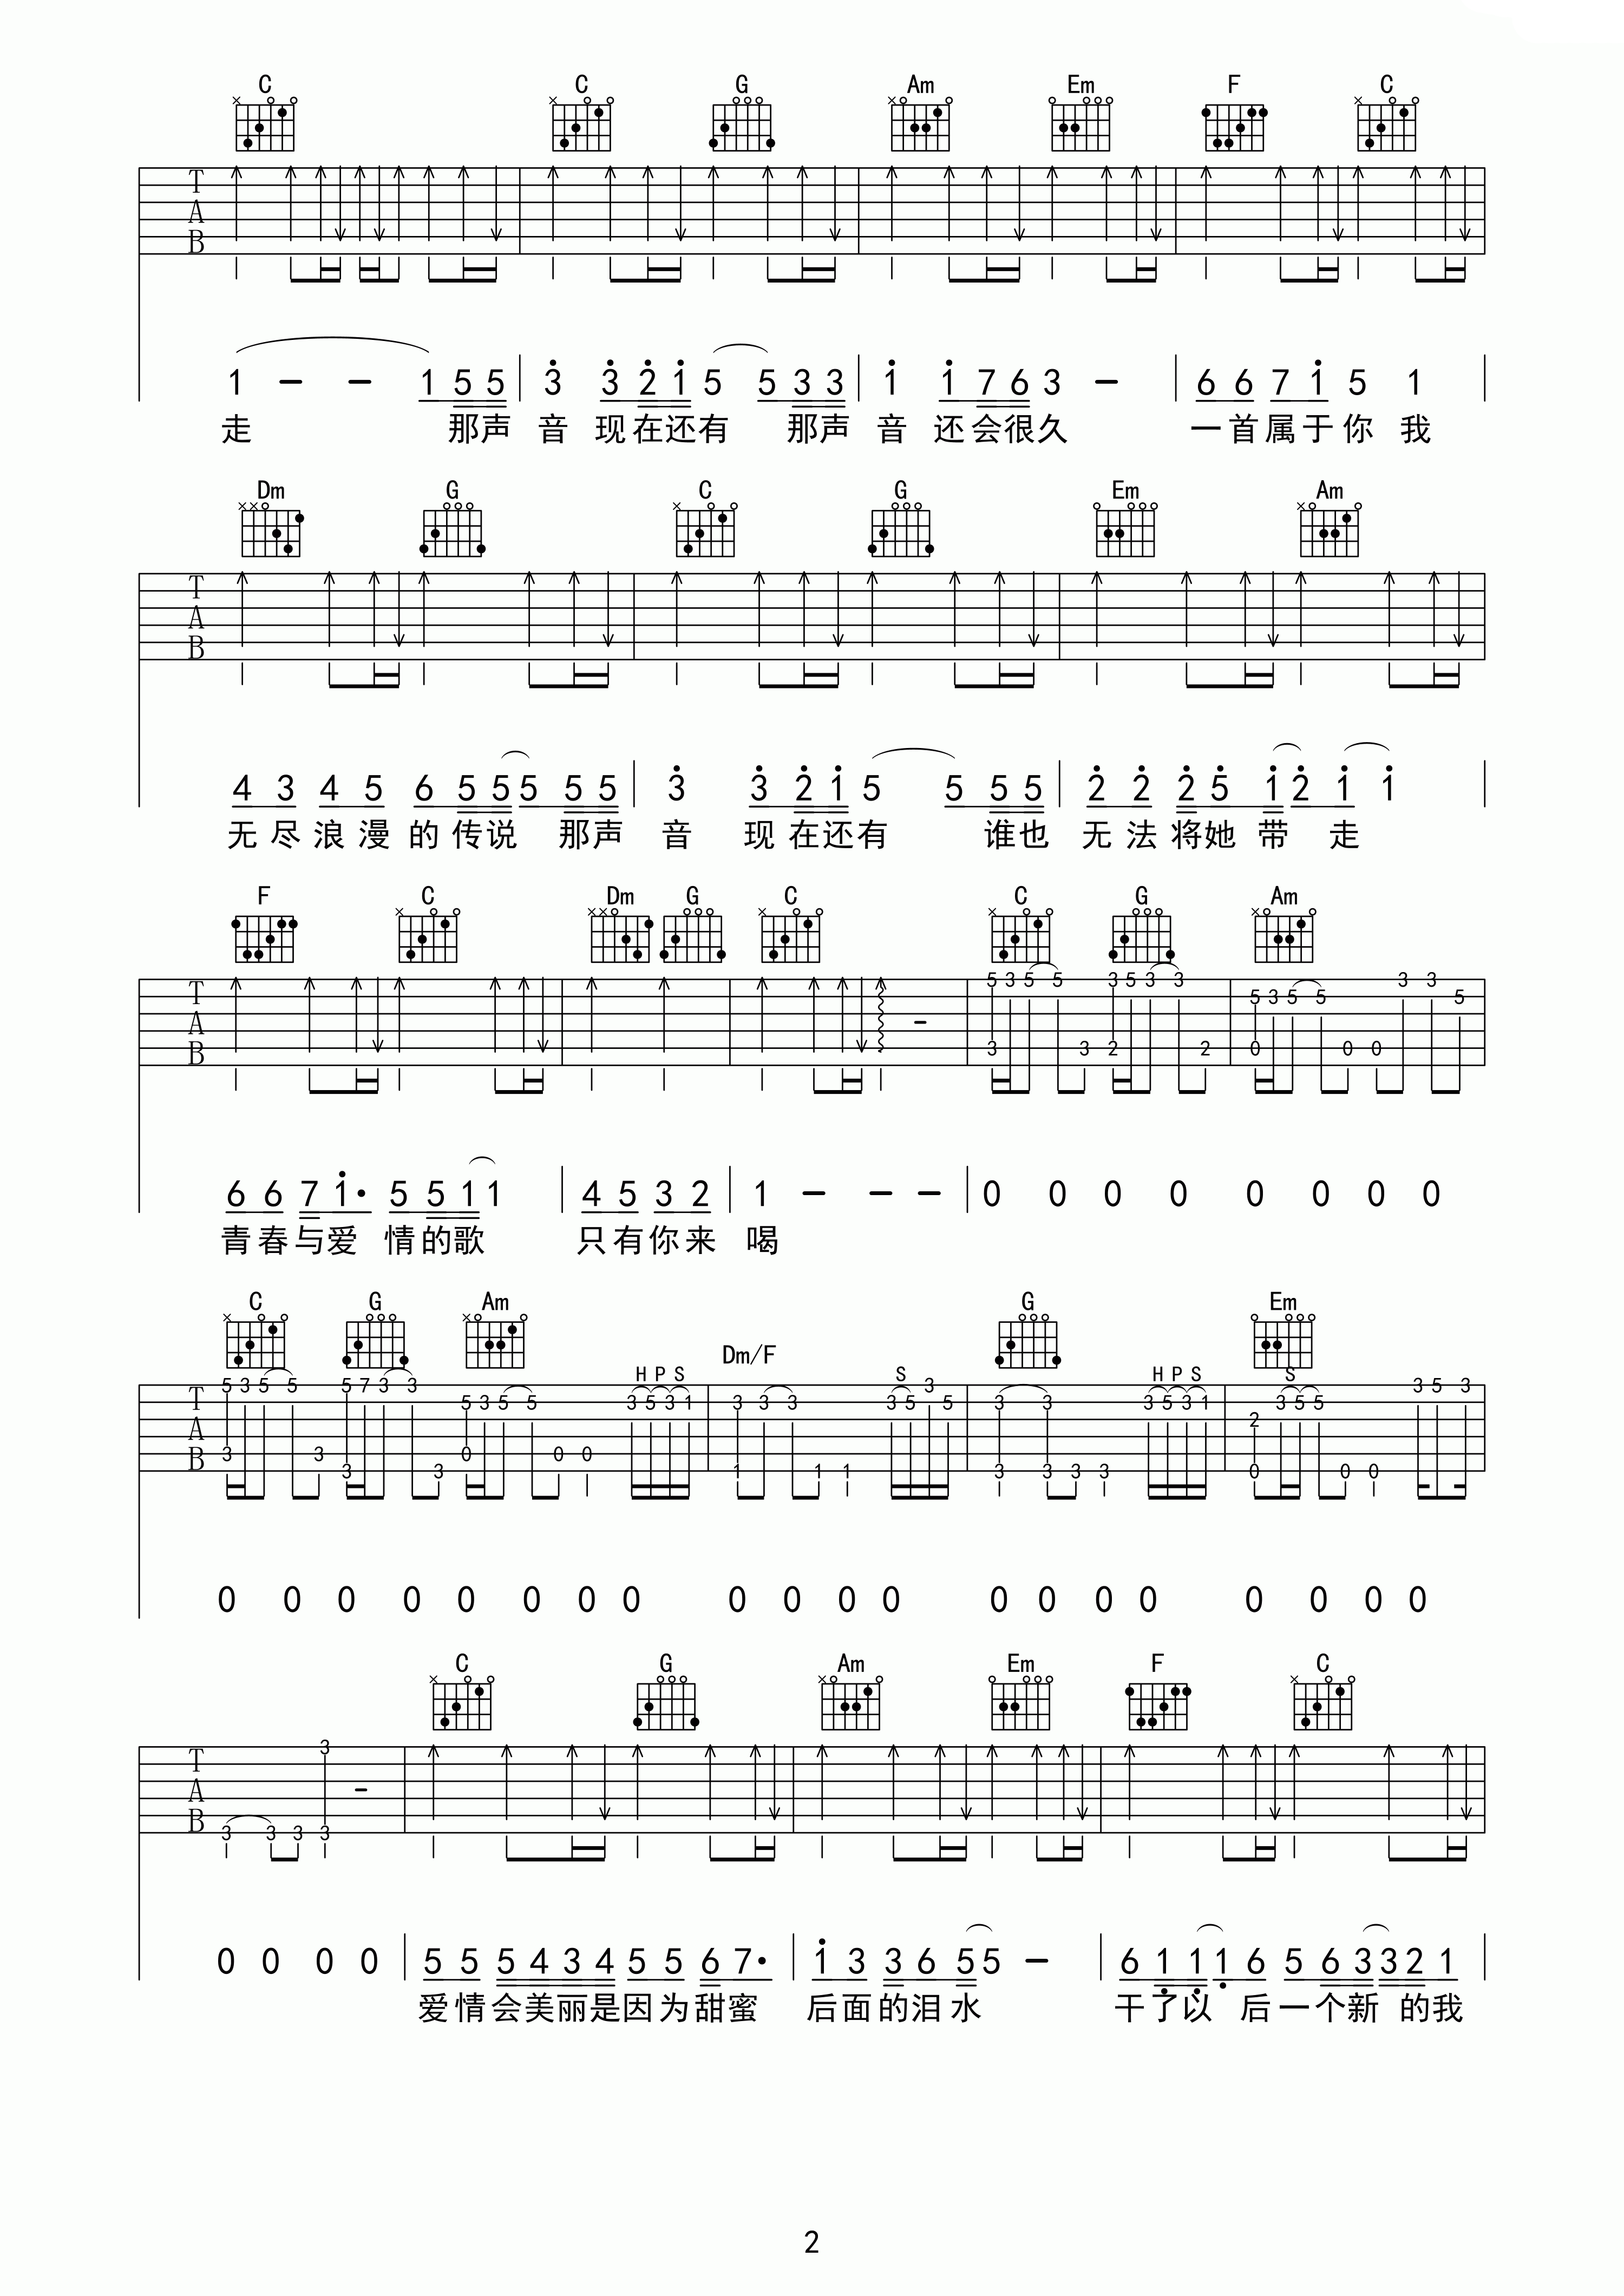 C C G Am Em F C
T
A
B
1 – – 1 5 5 3 3 2 1 5 5 3 3 1 1 7 6 3 – 6 6 7 1 5 1
走 那声 音 现在还有 那声 音 还会很久 一首属于你 我
Dm G C G Em Am
T
A
B
4 3 4 5 6 5 5 5 5 5 3 3 2 1 5 5 5 5 2 2 2 5 1 2 1 1
无尽浪漫的传说 那声 音 现在还有 谁也 无法将她带 走
F C Dm G C C G Am
5 3 5 5 3 5 3 3 3 3
T 5 3 5 5 5
A –
B 3 3 2 2 0 0 0
6 6 7 1· 5 5 1 1 4 5 3 2 1 – – – 0 0 0 0 0 0 0 0
青春与爱 情的歌 只有你来 喝
C G Am Dm/F G Em
H P S S H P S S
5 3 5 5 5 7 3 3 3 3 5 3
T 5 3 5 5 3 5 3 1 3 3 3 3 5 5 3 3 3 5 3 1 3 5 5
A 2
B 3 3 0 0 0
3 3 1 1 1 3 3 3 3 0 0 0
0 0 0 0 0 0 0 0 0 0 0 0 0 0 0 0 0 0 0 0
C G Am Em F C
3
T
A –
B
3 3 3 3
0 0 0 0 5 5 5 4 3 4 5 5 6 7· 1 3 3 6 5 5 – 6 1 1 1 6 5 6 3 3 2 1
爱情会美丽是因为甜蜜 后面的泪水 干了以 后一个新 的我
2